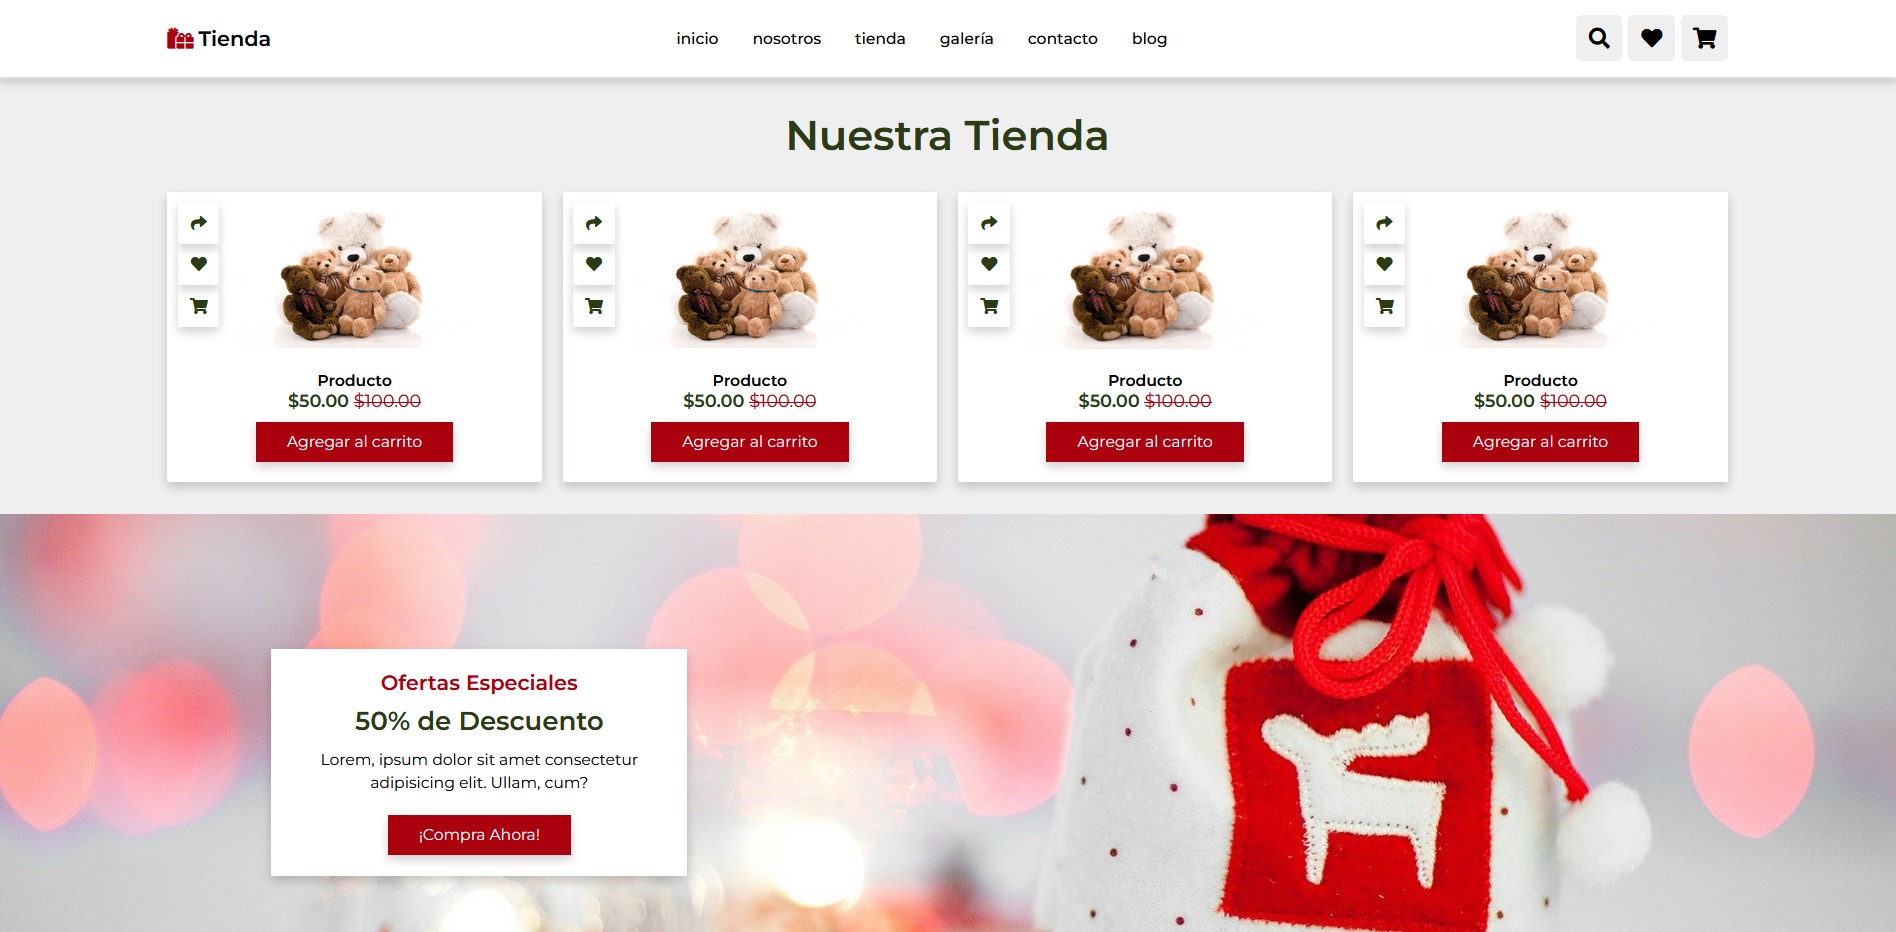 Tienda
inicio nosotros tienda galería contacto blog
Nuestra Tienda
Producto
$50.00 $100.00
Agregar al carrito
Producto
$50.00 $100.00
Agregar al carrito
Producto
$50.00 $100.00
Agregar al carrito
Producto
$50.00 $100.00
Agregar al carrito
Ofertas Especiales
50% de Descuento
Lorem, ipsum dolor sit amet consectetur
adipisicing elit. Ullam, cum?
¡Compra Ahora!